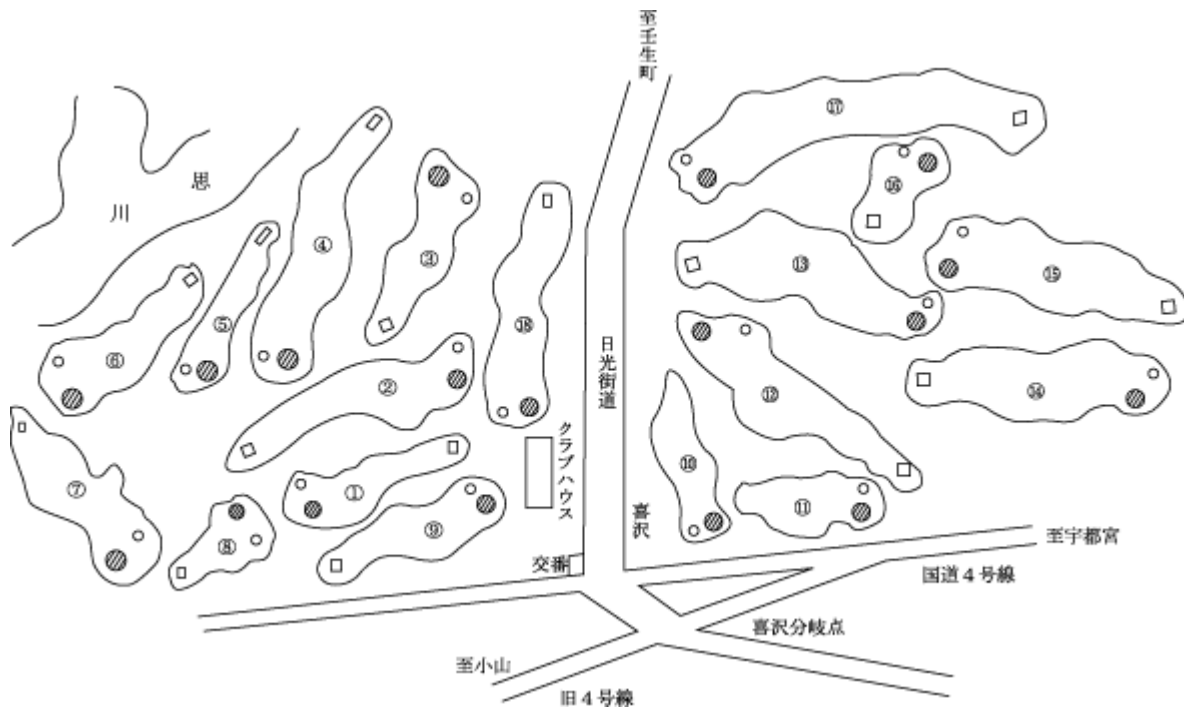 至壬生町
⑰
思
川
⑯
④
③
⑬
⑮
⑤
⑱
⑥
日光街道
②
⑭
⑫
クラブハウス
⑩
⑦
①
喜沢
⑪
⑨
⑧
至宇都宮
交番
国道4号線
喜沢分岐点
至小山
旧4号線